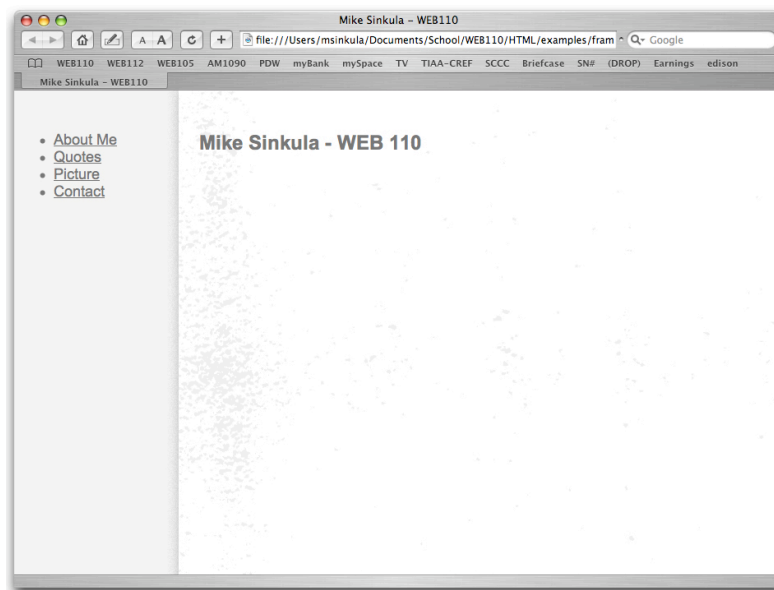 Mike Sinkula – WEB110
A A file:///Users/msinkula/Documents/School/WEB110/HTML/examples/fram Google
WEB110 WEB112 WEB105 AM1090 PDW myBank mySpace TV TIAA-CREF SCCC Briefcase SN# (DROP) Earnings edison
Mike Sinkula – WEB110
About Me
Quotes
Picture
Contact
Mike Sinkula - WEB 110